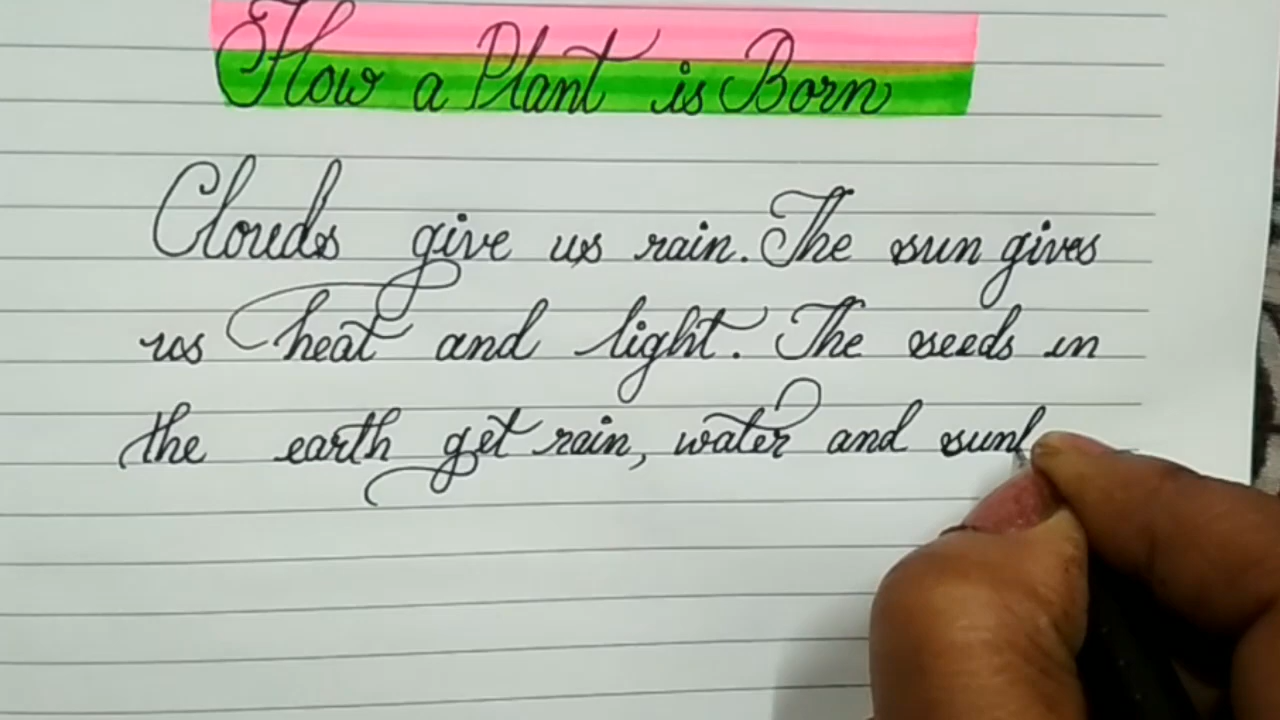 How a Plant is Born
Clouds give us rain. The sun gives
us heat and light. The seeds in
the earth get rain, water and sunl